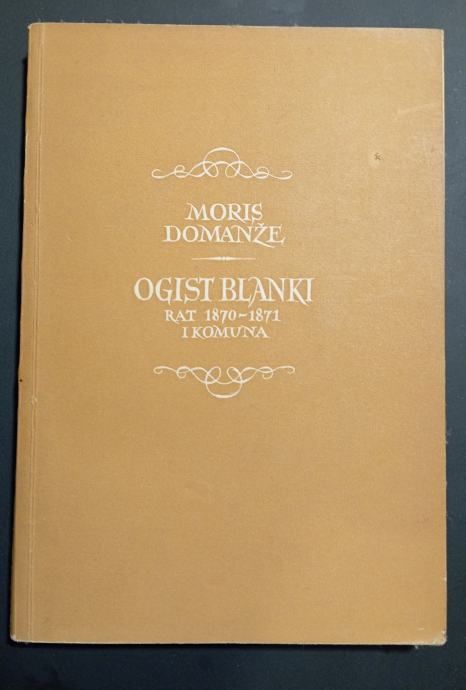 MORIS
DOMANŽE
OGIST BLANKI
RAT 1870-1871
I KOMUNA